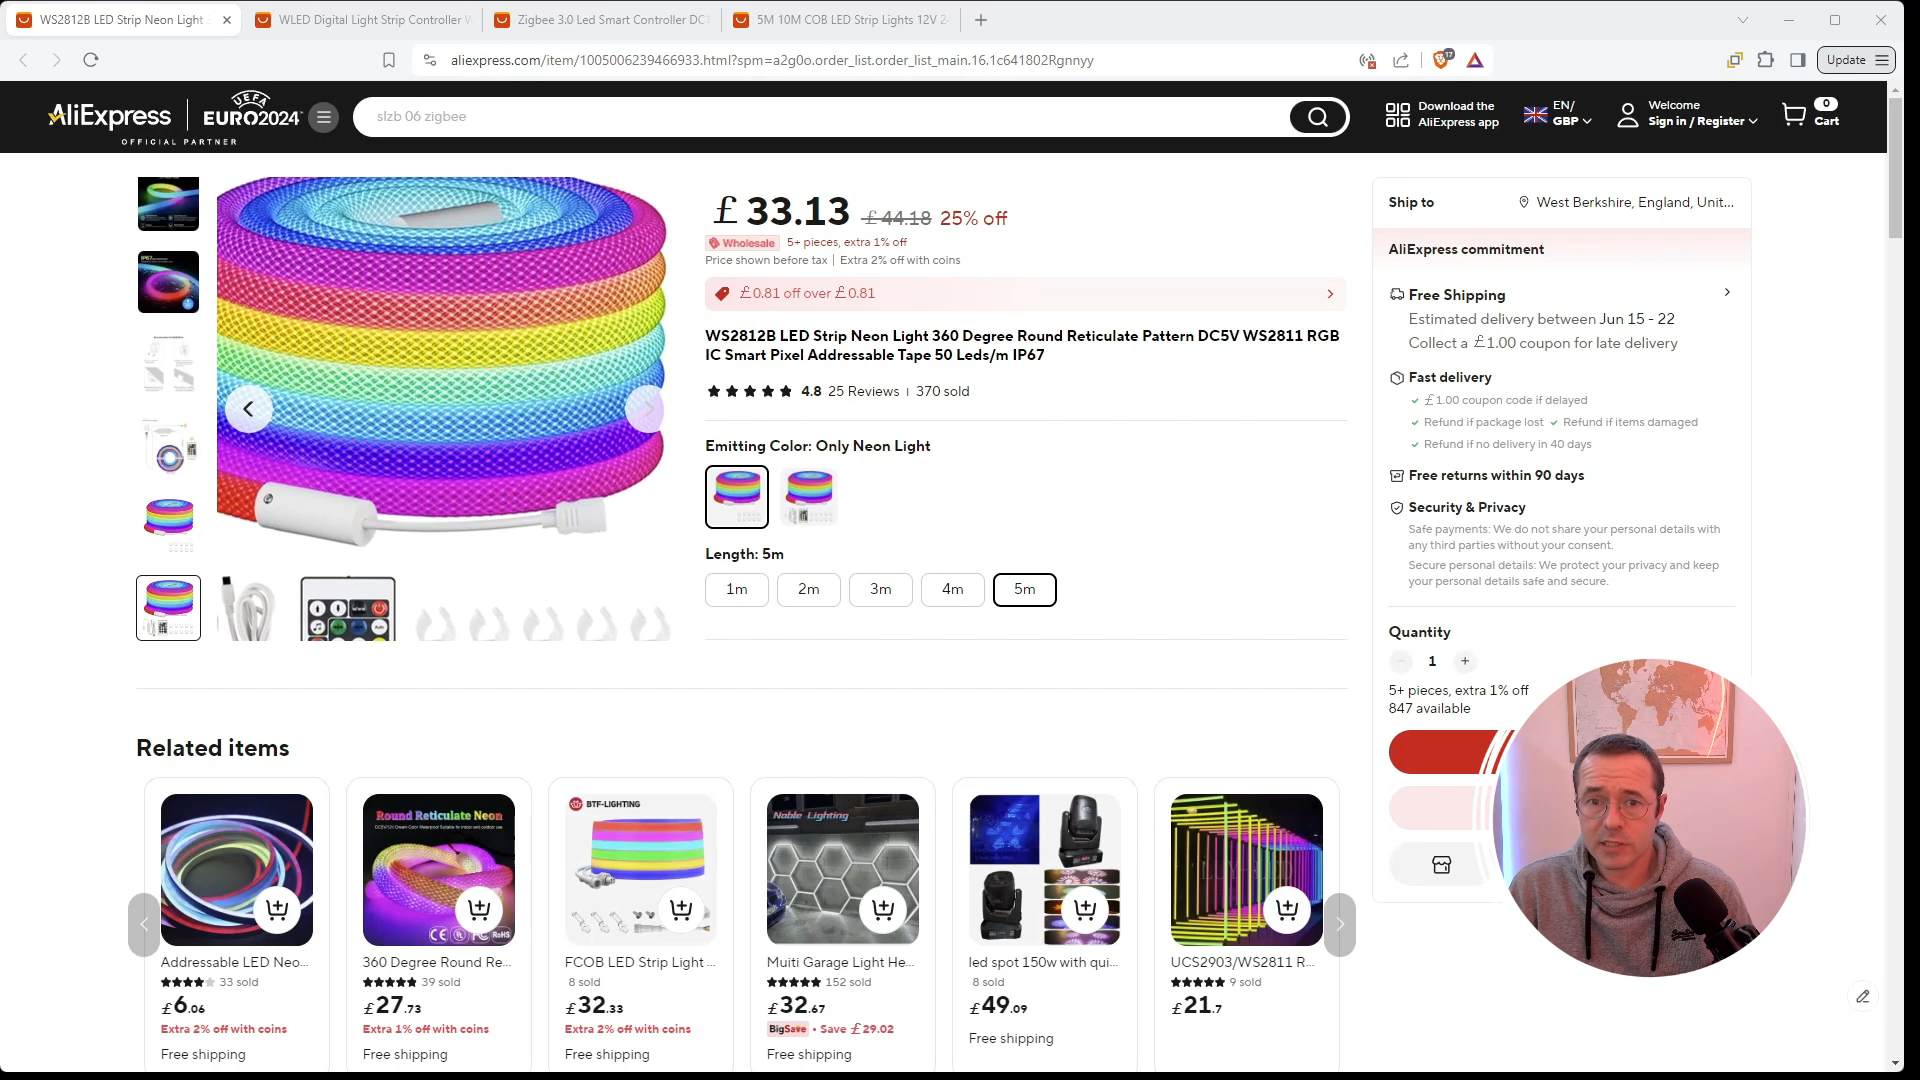 WS2812B LED Strip Neon Light
WLED Digital Light Strip Controller
Zigbee 3.0 Led Smart Controller DC
5M 10M COB LED Strip Lights 12V
aliexpress.com/item/1005006239466933.html?spm=a2g0o.order_list.order_list_main.16.1c641802Rgnnyy
17
Update
AliExpress
UEFA
EURO2024
OFFICIAL PARTNER
slzb 06 zigbee
Download the
AliExpress app
EN/
GBP
Welcome
Sign in / Register
0
Cart
£33.13 £44.18 25% off
Wholesale 5+ pieces, extra 1% off
Price shown before tax | Extra 2% off with coins
£0.81 off over £0.81
WS2812B LED Strip Neon Light 360 Degree Round Reticulate Pattern DC5V WS2811 RGB
IC Smart Pixel Addressable Tape 50 Leds/m IP67
4.8 25 Reviews | 370 sold
Emitting Color: Only Neon Light
Length: 5m
1m
2m
3m
4m
5m
IP67
Ship to
West Berkshire, England, Unit...
AliExpress commitment
Free Shipping
Estimated delivery between Jun 15 - 22
Collect a £1.00 coupon for late delivery
Fast delivery
£1.00 coupon code if delayed
Refund if package lost
Refund if items damaged
Refund if no delivery in 40 days
Free returns within 90 days
Security & Privacy
Safe payments: We do not share your personal details with
any third parties without your consent.
Secure personal details: We protect your privacy and keep
your personal details safe and secure.
Quantity
1
5+ pieces, extra 1% off
847 available
Related items
Addressable LED Neo...
33 sold
£6.06
Extra 2% off with coins
Free shipping
Round Reticulate Neon
RoHS
360 Degree Round Re...
39 sold
£27.73
Extra 1% off with coins
Free shipping
BTF-LIGHTING
FCOB LED Strip Light ...
8 sold
£32.33
Extra 2% off with coins
Free shipping
Noble Lighting
Muiti Garage Light He...
152 sold
£32.67
BigSave • Save £29.02
Free shipping
led spot 150w with qui...
8 sold
£49.09
Free shipping
UCS2903/WS2811 R...
9 sold
£21.7